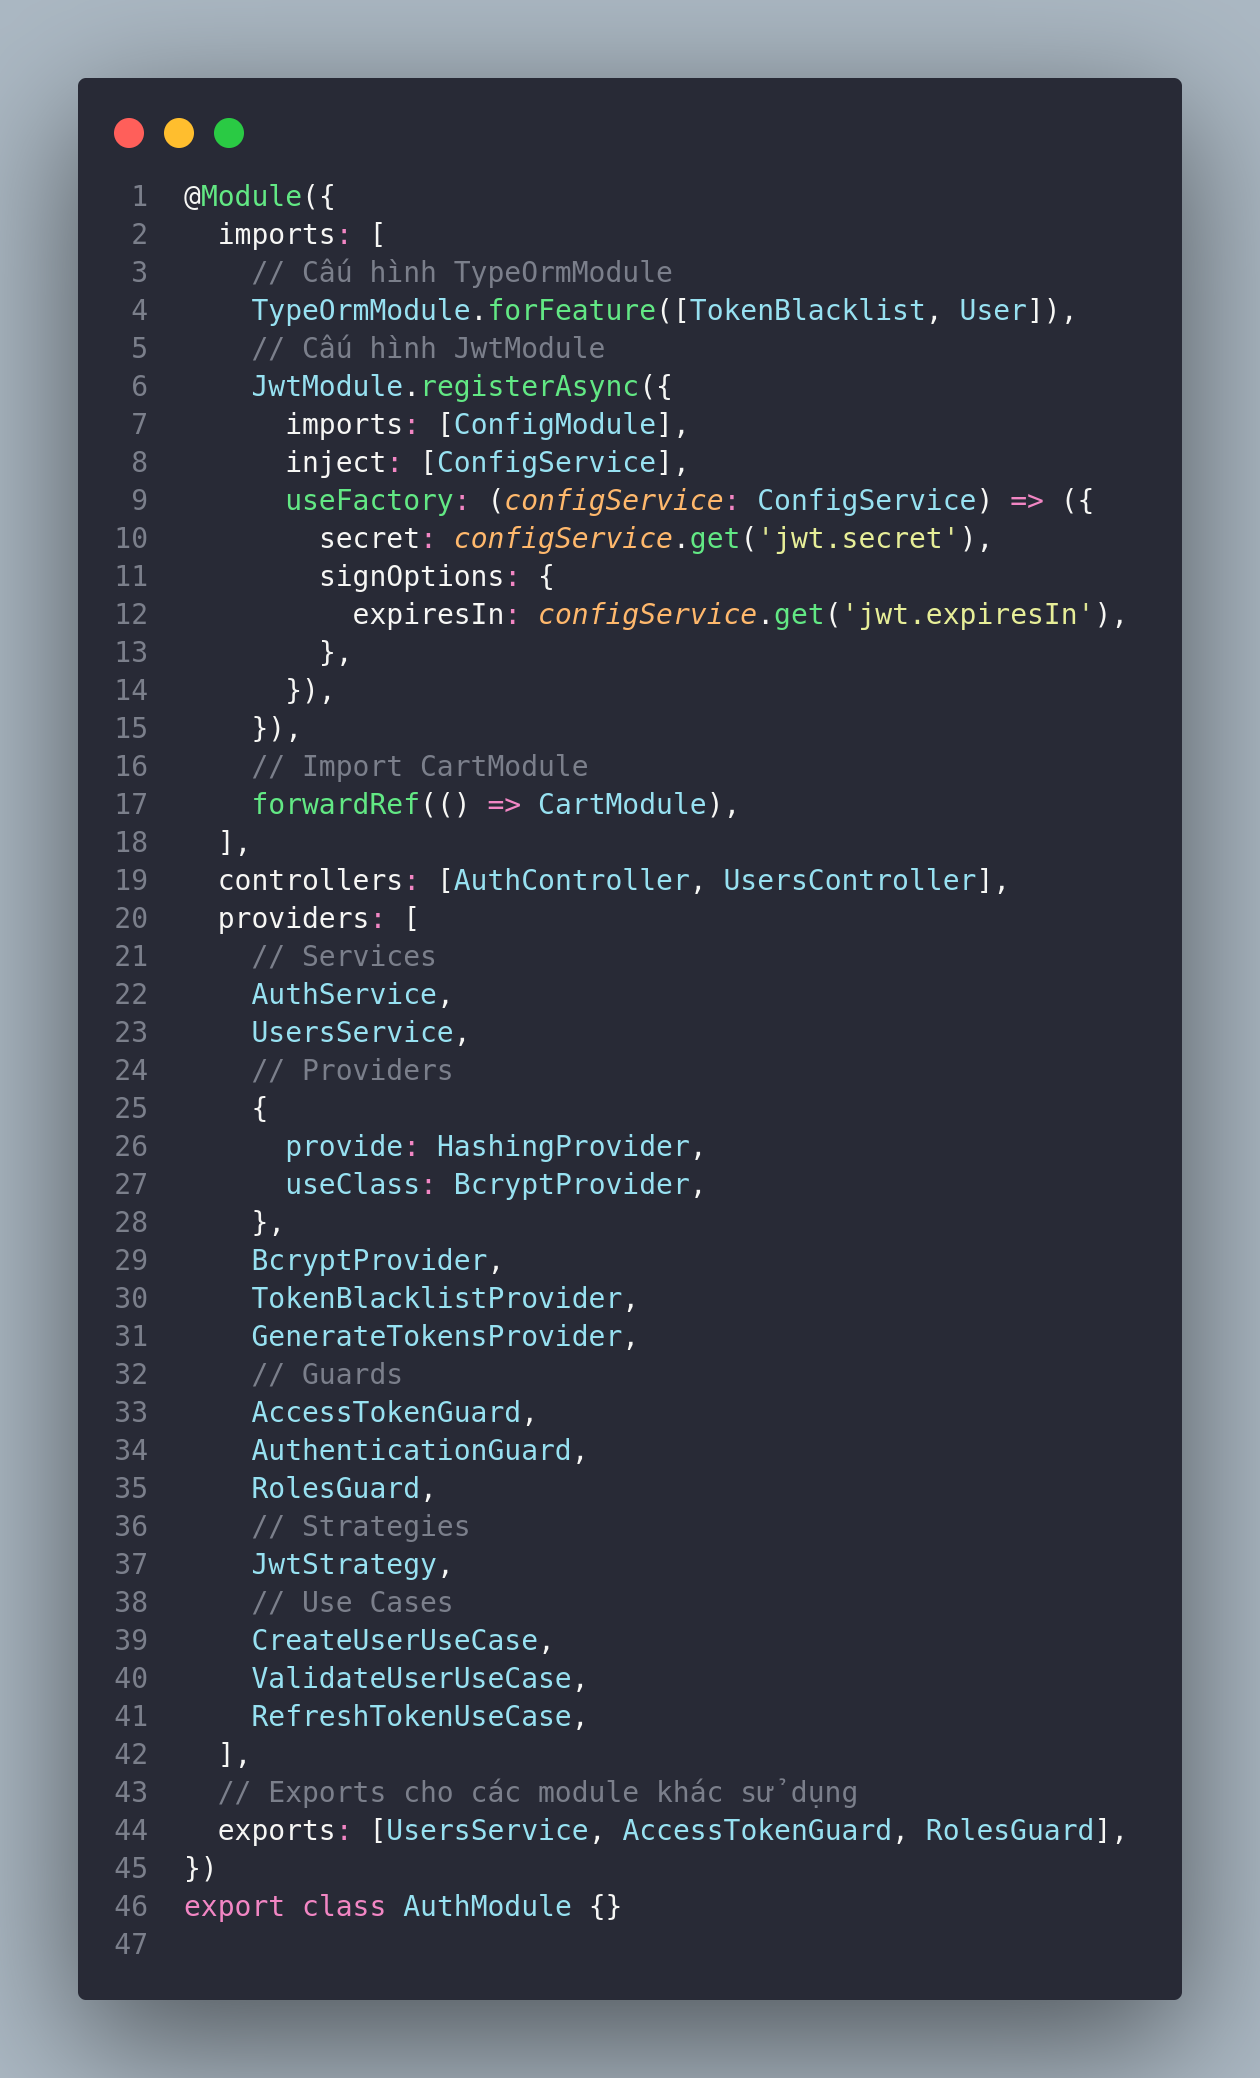 1 @Module({
2   imports: [
3     // Cấu hình TypeOrmModule
4     TypeOrmModule.forFeature([TokenBlacklist, User]),
5     // Cấu hình JwtModule
6     JwtModule.registerAsync({
7       imports: [ConfigModule],
8       inject: [ConfigService],
9       useFactory: (configService: ConfigService) => ({
10         secret: configService.get('jwt.secret'),
11         signOptions: {
12           expiresIn: configService.get('jwt.expiresIn'),
13         },
14       }),
15     }),
16     // Import CartModule
17     forwardRef(() => CartModule),
18   ],
19   controllers: [AuthController, UsersController],
20   providers: [
21     // Services
22     AuthService,
23     UsersService,
24     // Providers
25     {
26       provide: HashingProvider,
27       useClass: BcryptProvider,
28     },
29     BcryptProvider,
30     TokenBlacklistProvider,
31     GenerateTokensProvider,
32     // Guards
33     AccessTokenGuard,
34     AuthenticationGuard,
35     RolesGuard,
36     // Strategies
37     JwtStrategy,
38     // Use Cases
39     CreateUserUseCase,
40     ValidateUserUseCase,
41     RefreshTokenUseCase,
42   ],
43   // Exports cho các module khác sử dụng
44   exports: [UsersService, AccessTokenGuard, RolesGuard],
45 })
46 export class AuthModule {}
47